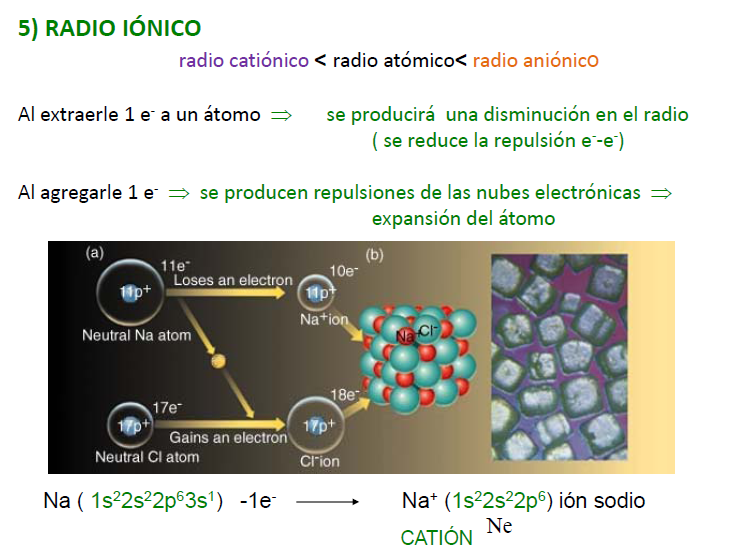 5) RADIO IÓNICO
radio catiónico < radio atómico< radio aniónico
Al extraerle 1 e⁻ a un átomo ⇒ se producirá una disminución en el radio
( se reduce la repulsión e⁻-e⁻)
Al agregarle 1 e⁻ ⇒ se producen repulsiones de las nubes electrónicas ⇒
expansión del átomo
(a)
11e⁻
Loses an electron
10e⁻
(b)
11p⁺
11p⁺
Neutral Na atom
Na⁺ion
Na
Cl⁻
17e⁻
18e⁻
17p⁺
Gains an electron
17p⁺
Neutral Cl atom
Cl⁻ion
Na ( 1s²2s²2p⁶3s¹) -1e⁻ ⟶ Na⁺ (1s²2s²2p⁶) ión sodio
CATIÓN Ne